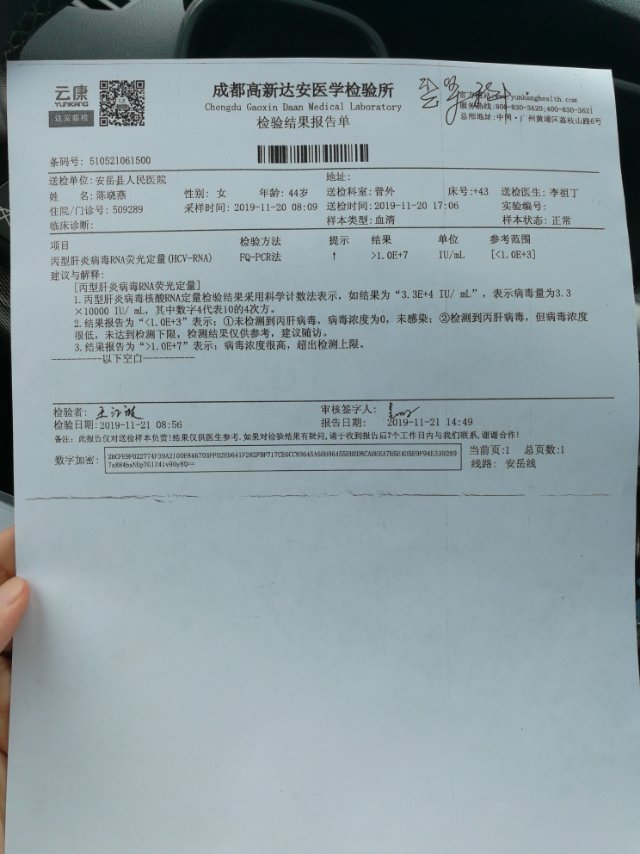 云康
YUNKANG
达安临检
成都高新达安医学检验所
Chengdu Gaoxin Daan Medical Laboratory
检验结果报告单
yunkanghealth.com
服务热线:800-830-3620;400-830-3621
总部地址:中国·广州黄埔区荔枝山路6号
条码号: 510521061500
送检单位: 安岳县人民医院 地址:
姓 名: 陈晓燕 性别: 女 年龄: 44岁 送检科室: 普外 床号:+43 送检医生: 李祖丁
住院/门诊号: 509289 采样时间: 2019-11-20 08:09 送检时间: 2019-11-20 17:06 实验编号:
临床诊断: 样本类型: 血清 样本状态: 正常
项目 检验方法 提示 结果 单位 参考范围
丙型肝炎病毒RNA荧光定量(HCV-RNA) FQ-PCR法 ↑ >1.0E+7 IU/mL [<1.0E+3]
建议与解释:
[丙型肝炎病毒RNA荧光定量]
1.丙型肝炎病毒核酸RNA定量检验结果采用科学计数法表示, 如结果为“3.3E+4 IU/ mL”, 表示病毒量为3.3
×10000 IU/ mL, 其中数字4代表10的4次方。
2.结果报告为“<1.0E+3”表示: ①未检测到丙肝病毒, 病毒浓度为0, 未感染; ②检测到丙肝病毒, 但病毒浓度
很低, 未达到检测下限, 检测结果仅供参考, 建议随访。
3.结果报告为“>1.0E+7”表示: 病毒浓度很高, 超出检测上限。
------------以下空白------------
检验者: 审核签字人:
检验日期:2019-11-21 08:56 报告日期: 2019-11-21 14:49
备注: 此报告仅对送检样本负责!结果仅供医生参考.如果对检验结果有疑问,请于收到报告后7个工作日内与我们联系,谢谢合作!
数字加密: 当前页:1 总页数:1
线路: 安岳线